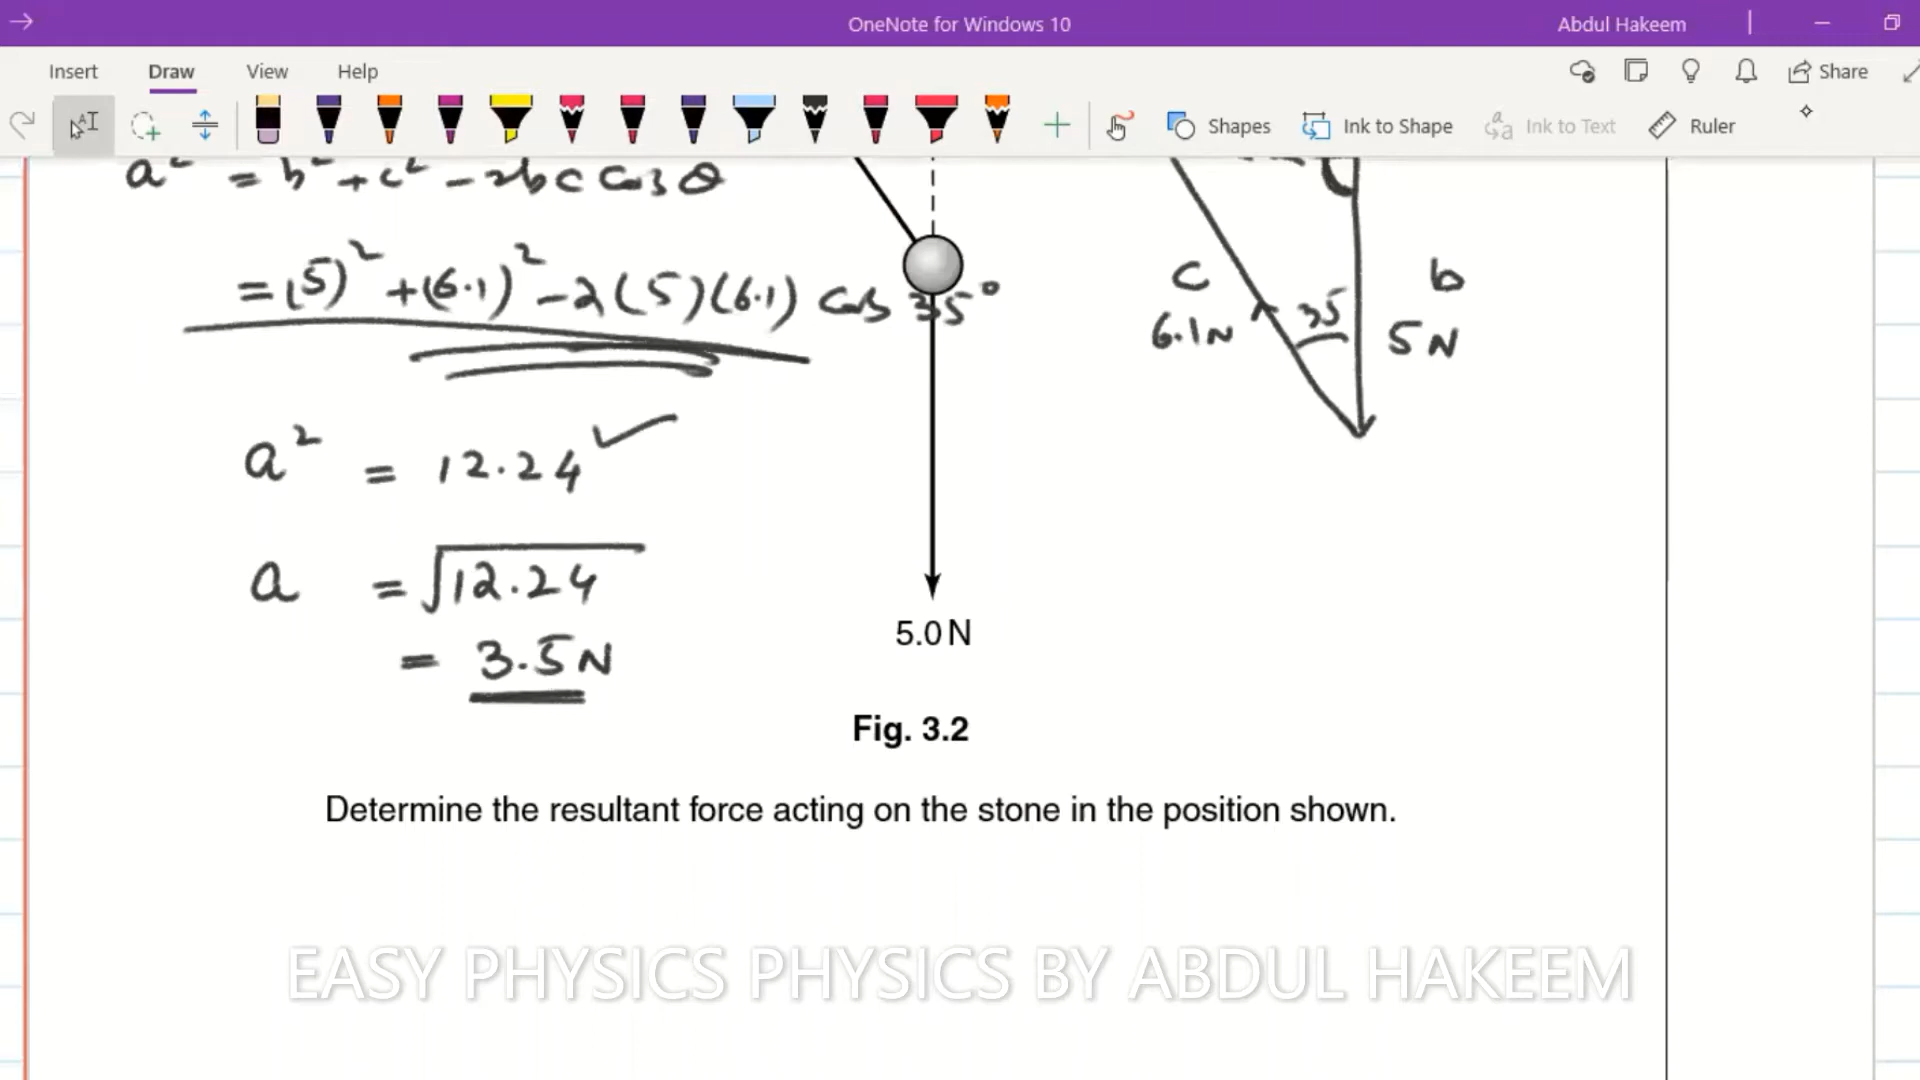 OneNote for Windows 10
Abdul Hakeem
Insert Draw View Help
Share
Shapes Ink to Shape Ink to Text Ruler
a² = b² + c² - 2bc Cos θ
= (5)² + (6.1)² - 2(5)(6.1) Cos 35°
c
6.1N
35
b
5N
a² = 12.24 ✓
a = √12.24
= 3.5N
5.0 N
Fig. 3.2
Determine the resultant force acting on the stone in the position shown.
EASY PHYSICS PHYSICS BY ABDUL HAKEEM